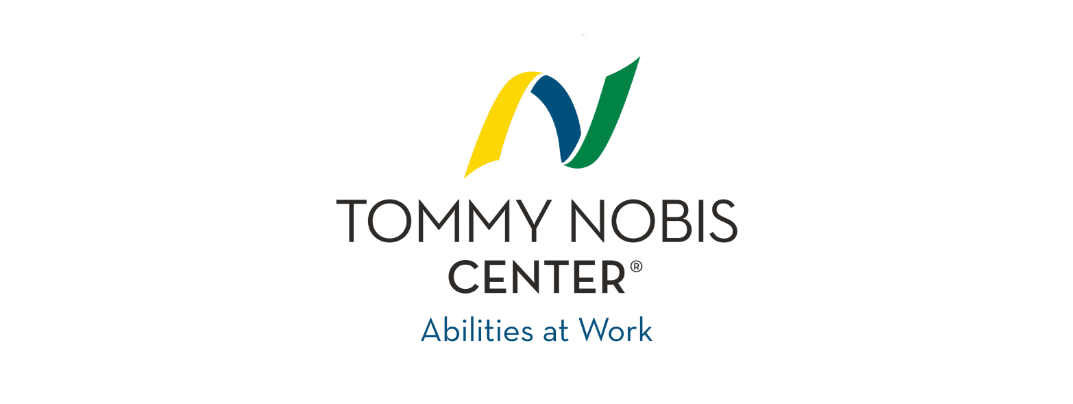 TOMMY NOBIS
CENTER®
Abilities at Work